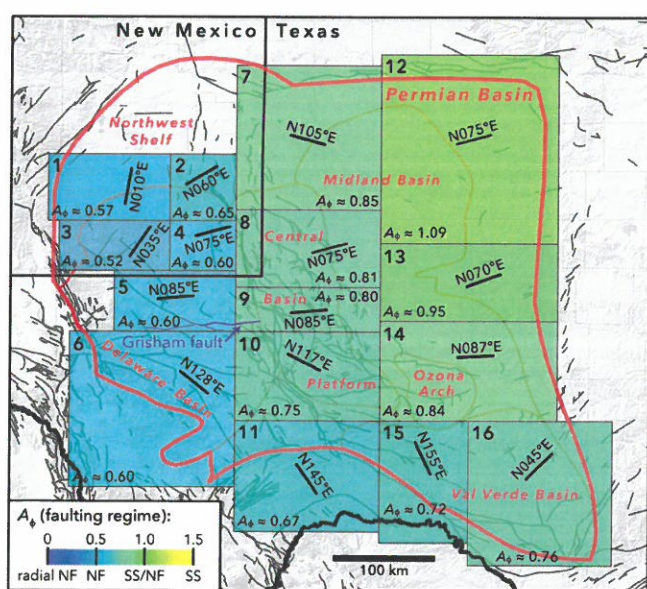 New Mexico
Texas
Northwest
Shelf
Permian Basin
Midland Basin
Central
Basin
Platform
Delaware Basin
Ozona
Arch
Val Verde Basin
Grisham fault
1
N010°E
Aϕ ≈ 0.57
2
N060°E
Aϕ ≈ 0.65
3
N035°E
Aϕ ≈ 0.52
4
N075°E
Aϕ ≈ 0.60
5
N085°E
Aϕ ≈ 0.60
6
N128°E
Aϕ ≈ 0.60
7
N105°E
Aϕ ≈ 0.85
8
N075°E
Aϕ ≈ 0.81
9
Aϕ ≈ 0.80
N085°E
10
N117°E
Aϕ ≈ 0.75
11
N145°E
Aϕ ≈ 0.67
12
N075°E
Aϕ ≈ 1.09
13
N070°E
Aϕ ≈ 0.95
14
N087°E
Aϕ ≈ 0.84
15
N155°E
Aϕ ≈ 0.72
16
N045°E
Aϕ ≈ 0.76
Aϕ (faulting regime):
0 0.5 1.0 1.5
radial NF NF SS/NF SS
100 km